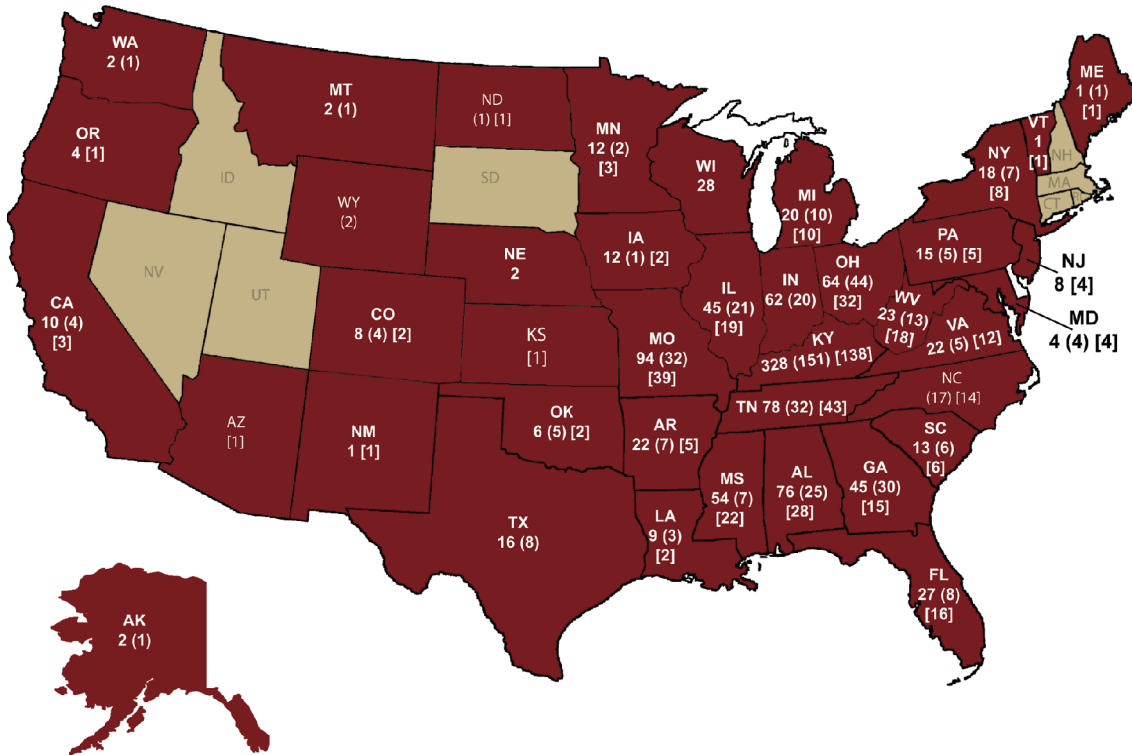 WA
2 (1)
OR
4 [1]
CA
10 (4)
[3]
ID
NV
UT
AZ
[1]
MT
2 (1)
WY
(2)
CO
8 (4) [2]
NM
1 [1]
ND
(1) [1]
SD
NE
2
KS
[1]
OK
6 (5) [2]
TX
16 (8)
MN
12 (2)
[3]
IA
12 (1) [2]
MO
94 (32)
[39]
AR
22 (7) [5]
LA
9 (3)
[2]
WI
28
IL
45 (21)
[19]
MI
20 (10)
[10]
IN
62 (20)
OH
64 (44)
[32]
KY
328 (151) [138]
TN 78 (32) [43]
MS
54 (7)
[22]
AL
76 (25)
[28]
GA
45 (30)
[15]
FL
27 (8)
[16]
SC
13 (6)
[6]
NC
(17) [14]
VA
22 (5) [12]
WV
23 (13)
[18]
PA
15 (5) [5]
NY
18 (7)
[8]
VT
1
[1]
NH
ME
1 (1)
[1]
MA
CT
NJ
8 [4]
MD
4 (4) [4]
AK
2 (1)